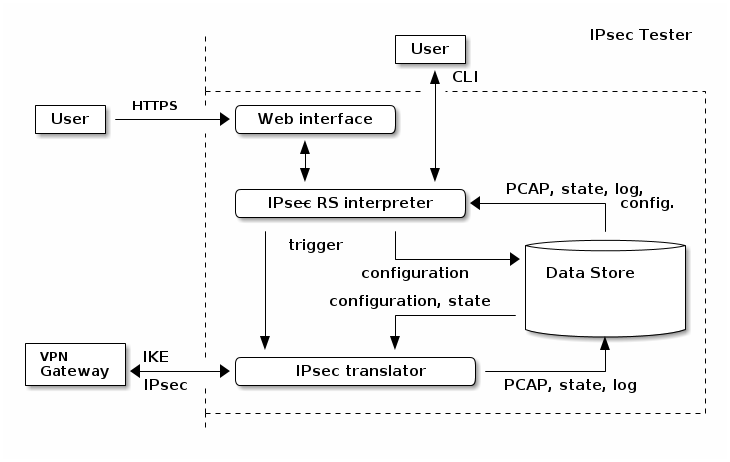 IPsec Tester
User
CLI
HTTPS
User
Web interface
PCAP, state, log,
config.
IPsec RS interpreter
trigger
configuration
Data Store
configuration, state
VPN
Gateway
IKE
IPsec
IPsec translator
PCAP, state, log